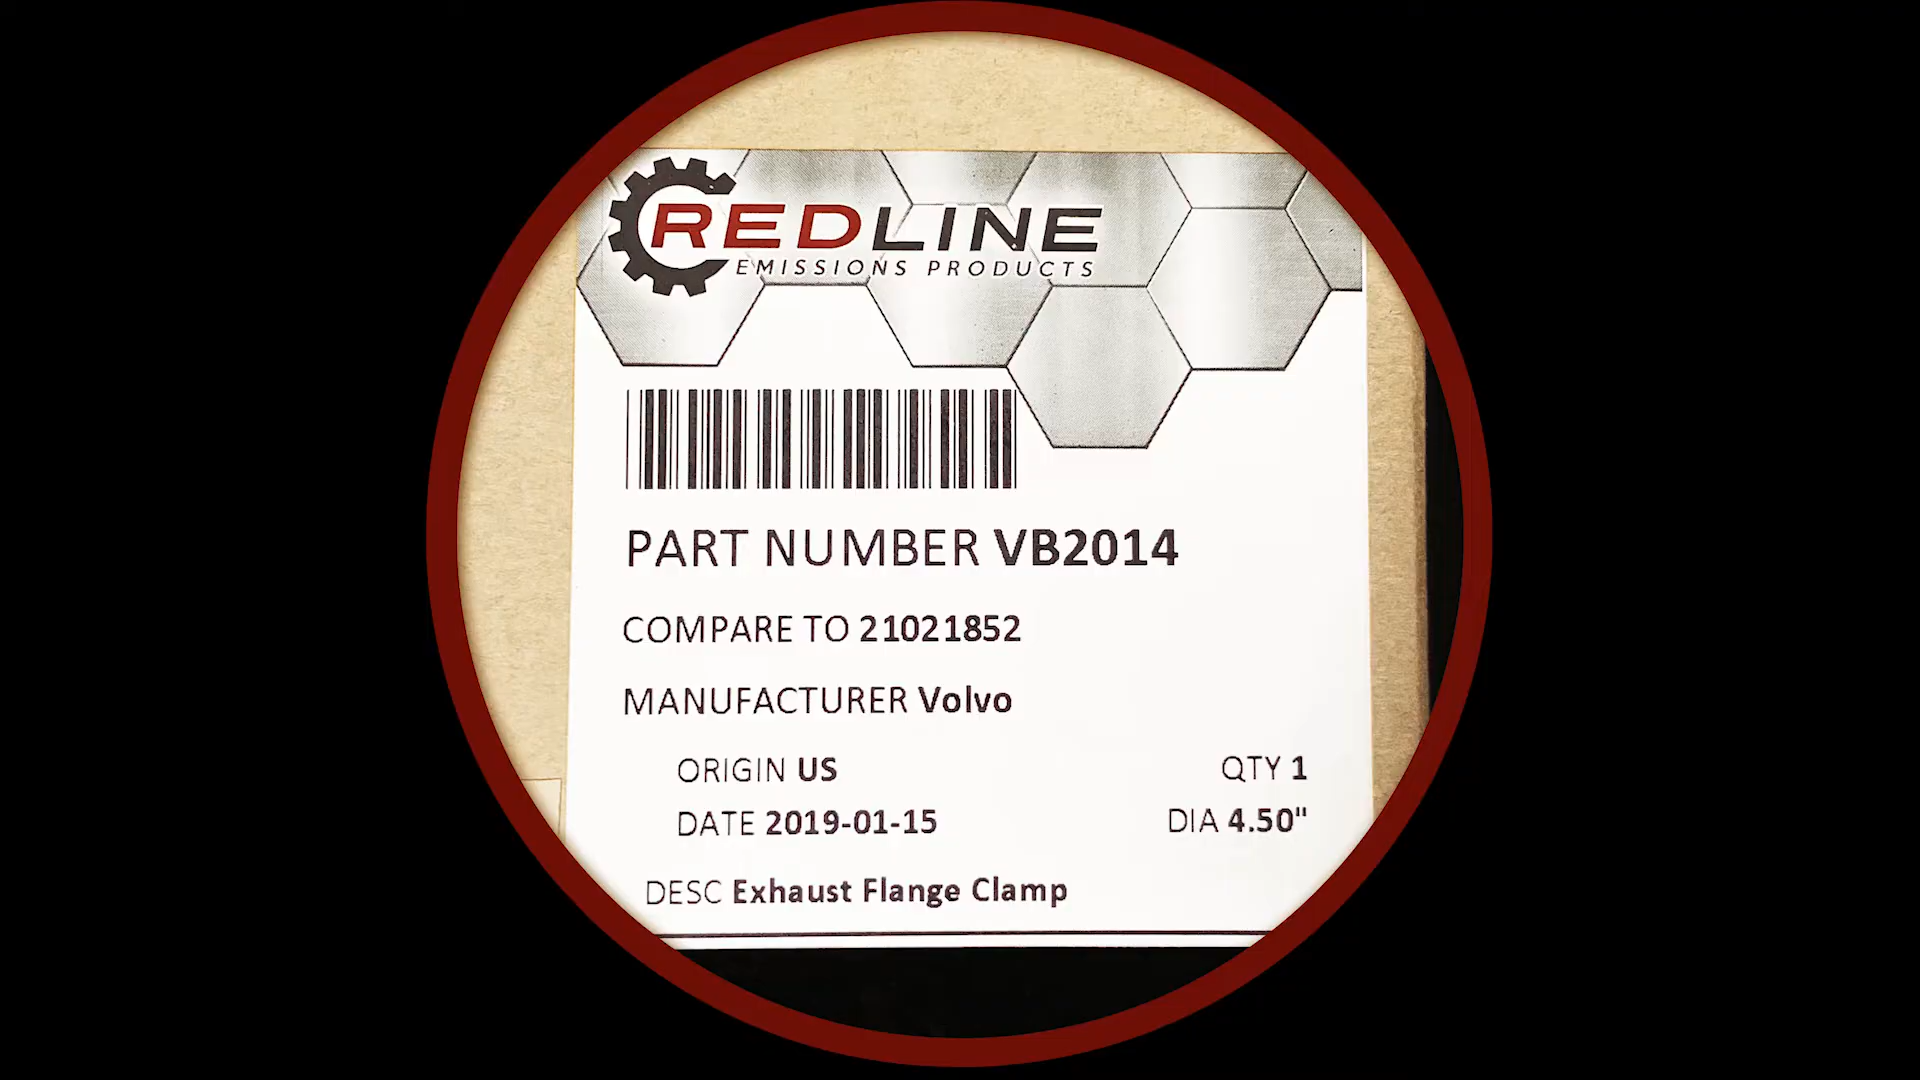 REDLINE
EMISSIONS PRODUCTS
PART NUMBER VB2014
COMPARE TO 21021852
MANUFACTURER Volvo
ORIGIN US
QTY 1
DATE 2019-01-15
DIA 4.50"
DESC Exhaust Flange Clamp